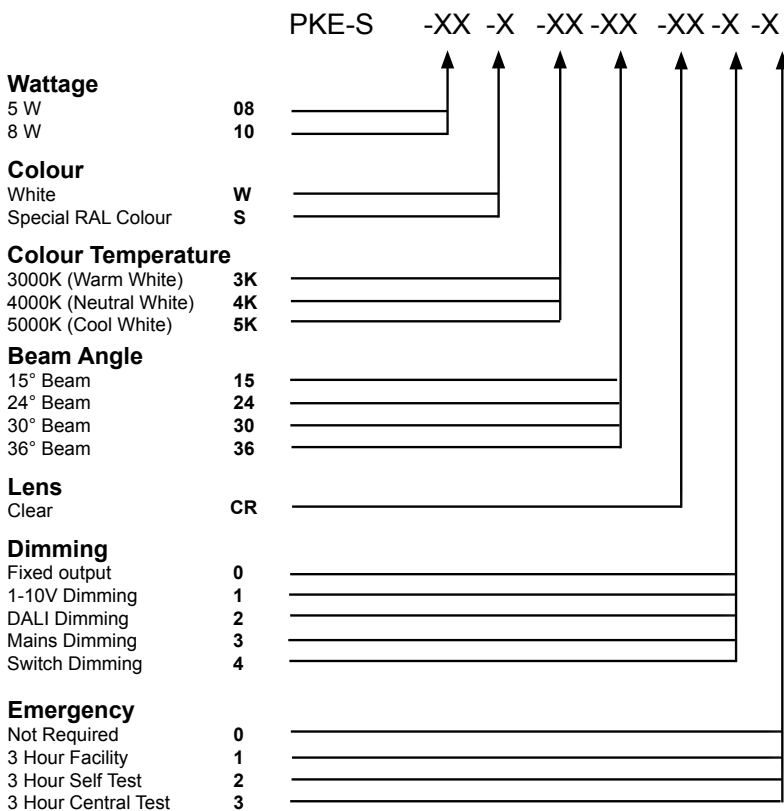 PKE-S -XX -X -XX -XX -XX -X -X
Wattage
5 W 08
8 W 10
Colour
White W
Special RAL Colour S
Colour Temperature
3000K (Warm White) 3K
4000K (Neutral White) 4K
5000K (Cool White) 5K
Beam Angle
15° Beam 15
24° Beam 24
30° Beam 30
36° Beam 36
Lens
Clear CR
Dimming
Fixed output 0
1-10V Dimming 1
DALI Dimming 2
Mains Dimming 3
Switch Dimming 4
Emergency
Not Required 0
3 Hour Facility 1
3 Hour Self Test 2
3 Hour Central Test 3